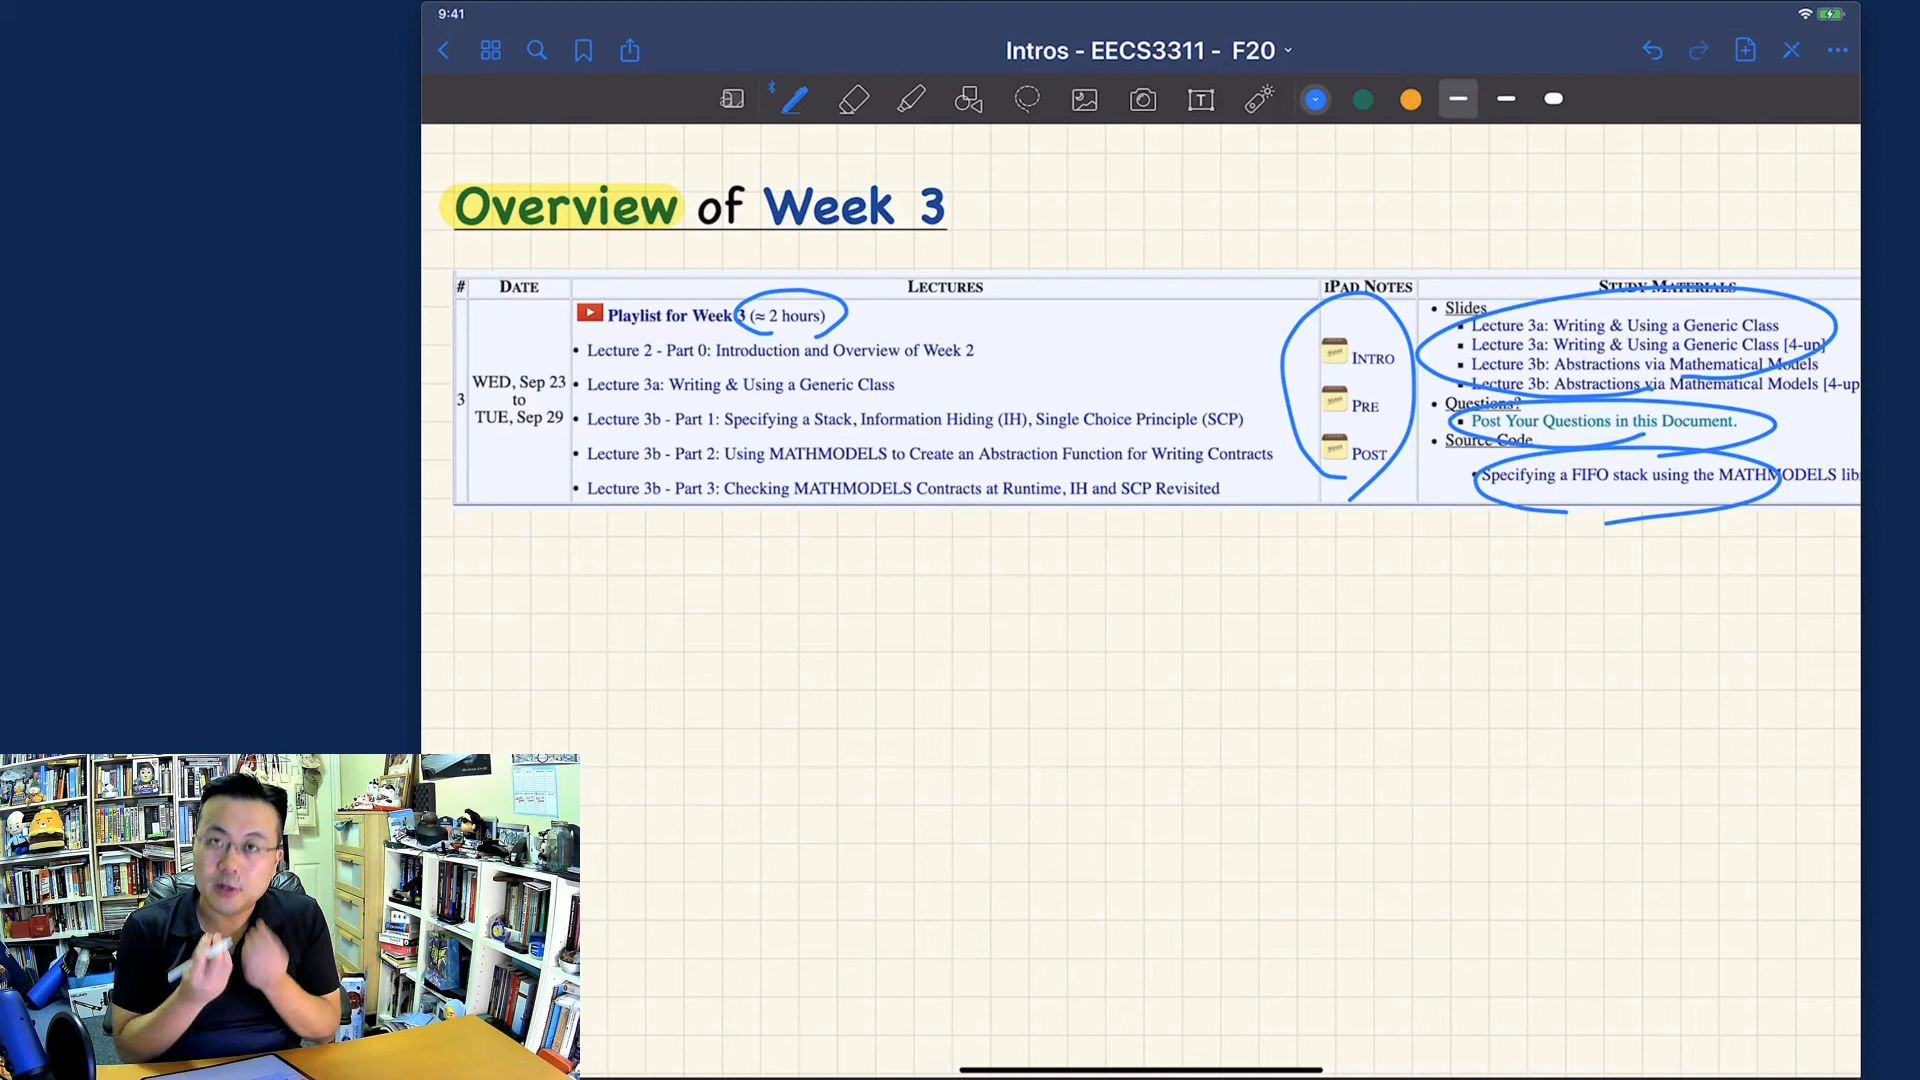 9:41
Intros - EECS3311 - F20
Overview of Week 3
# DATE LECTURES IPAD NOTES STUDY MATERIALS
3
WED, Sep 23
to
TUE, Sep 29
Playlist for Week 3 (≈ 2 hours)
• Lecture 2 - Part 0: Introduction and Overview of Week 2
• Lecture 3a: Writing & Using a Generic Class
• Lecture 3b - Part 1: Specifying a Stack, Information Hiding (IH), Single Choice Principle (SCP)
• Lecture 3b - Part 2: Using MATHMODELS to Create an Abstraction Function for Writing Contracts
• Lecture 3b - Part 3: Checking MATHMODELS Contracts at Runtime, IH and SCP Revisited
INTRO
PRE
POST
• Slides
▪ Lecture 3a: Writing & Using a Generic Class
▪ Lecture 3a: Writing & Using a Generic Class [4-up]
▪ Lecture 3b: Abstractions via Mathematical Models
▪ Lecture 3b: Abstractions via Mathematical Models [4-up
• Questions?
▪ Post Your Questions in this Document.
• Source Code
▪ Specifying a FIFO stack using the MATHMODELS lib